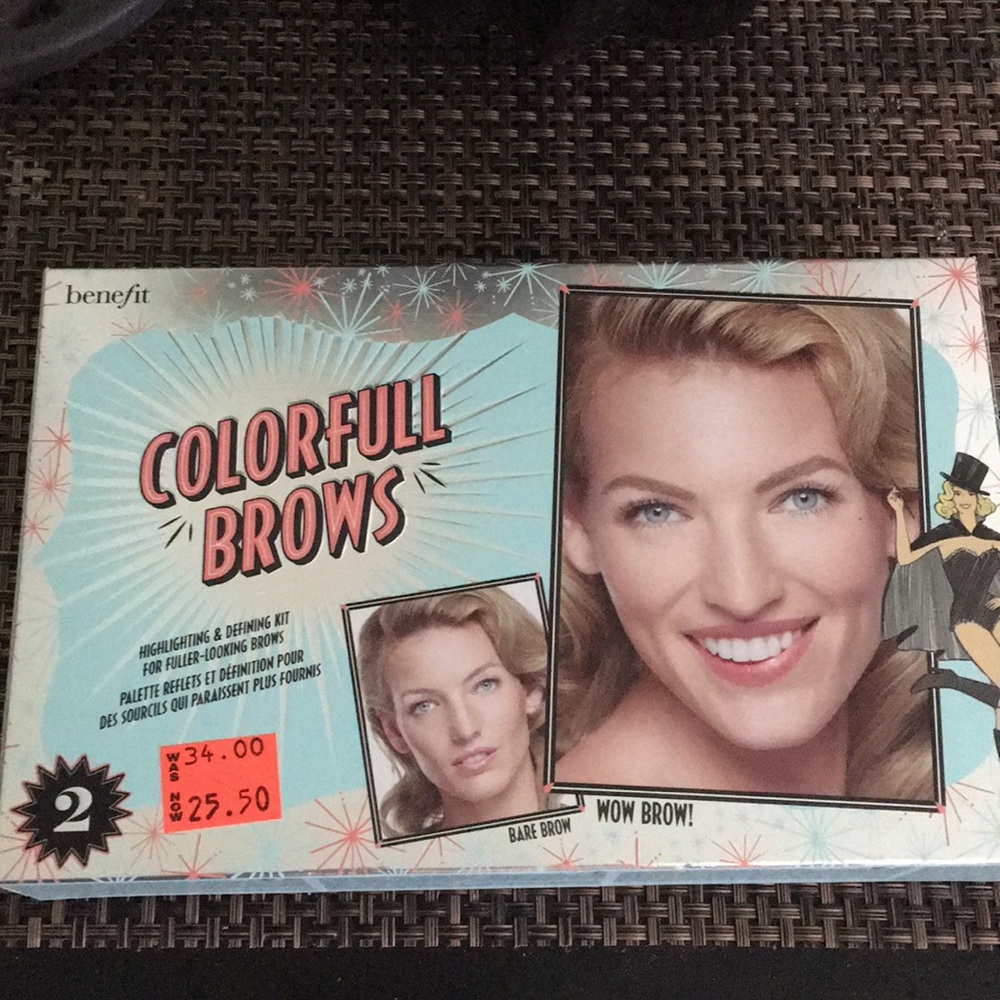 benefit
COLORFULL
BROWS
HIGHLIGHTING & DEFINING KIT
FOR FULLER-LOOKING BROWS
PALETTE REFLETS ET DÉFINITION POUR
DES SOURCILS QUI PARAISSENT PLUS FOURNIS
WAS 34.00
NOW 25.50
2
BARE BROW
WOW BROW!